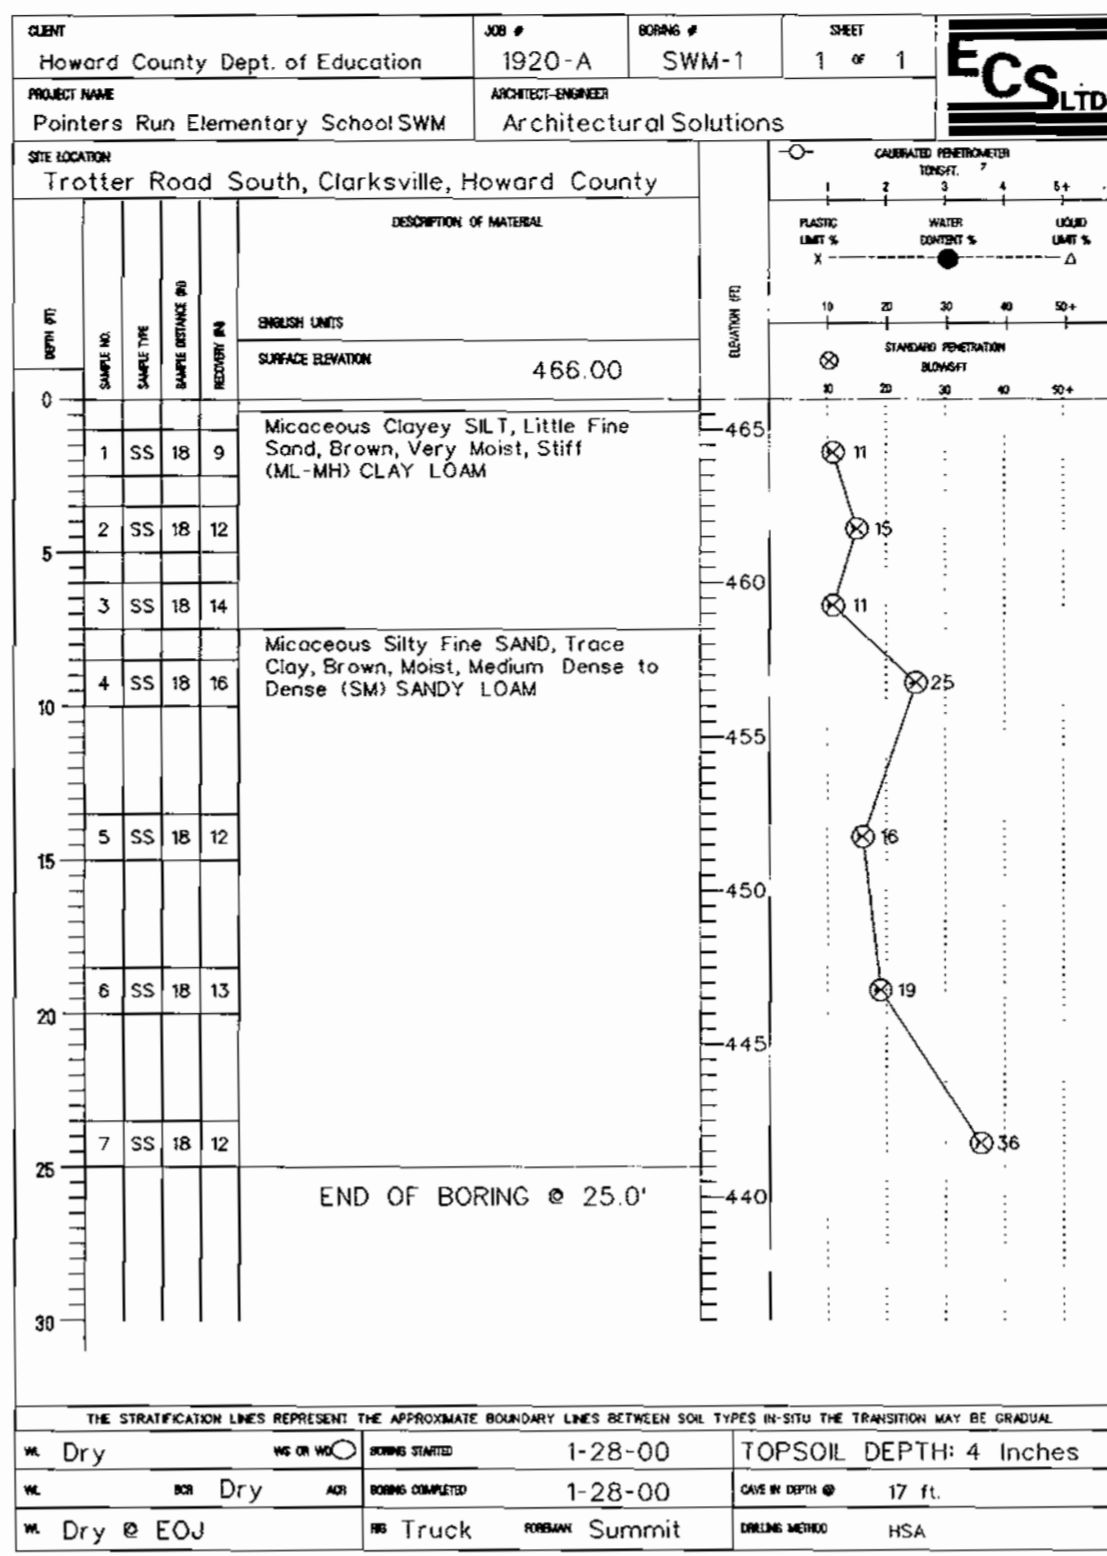 CLIENT
Howard County Dept. of Education
JOB #
1920-A
BORING #
SWM-1
SHEET
1 OF 1
ECS LTD
PROJECT NAME
Pointers Run Elementary School SWM
ARCHITECT-ENGINEER
Architectural Solutions
SITE LOCATION
Trotter Road South, Clarksville, Howard County
CALIBRATED PENETROMETER
TONS/FT. 2
1 2 3 4 5+
PLASTIC LIMIT % WATER CONTENT % LIQUID LIMIT %
X Δ
10 20 30 40 50+
STANDARD PENETRATION
BLOWS/FT
10 20 30 40 50+
DEPTH (FT)
SAMPLE NO.
SAMPLE TYPE
SAMPLE DISTANCE (IN)
RECOVERY (IN)
DESCRIPTION OF MATERIAL
ENGLISH UNITS
SURFACE ELEVATION 466.00
ELEVATION (FT)
0
Micaceous Clayey SILT, Little Fine
Sand, Brown, Very Moist, Stiff
(ML-MH) CLAY LOAM
465
1 SS 18 9
11
2 SS 18 12
15
5
460
3 SS 18 14
11
Micaceous Silty Fine SAND, Trace
Clay, Brown, Moist, Medium Dense to
Dense (SM) SANDY LOAM
4 SS 18 16
25
10
455
5 SS 18 12
16
15
450
6 SS 18 13
19
20
445
7 SS 18 12
36
25
END OF BORING @ 25.0'
440
30
THE STRATIFICATION LINES REPRESENT THE APPROXIMATE BOUNDARY LINES BETWEEN SOIL TYPES IN-SITU THE TRANSITION MAY BE GRADUAL
WL Dry WS OR WD
BORING STARTED 1-28-00
TOPSOIL DEPTH: 4 Inches
WL BCR Dry ACR
BORING COMPLETED 1-28-00
CAVE IN DEPTH @ 17 ft.
WL Dry @ EOJ
RIG Truck FOREMAN Summit
DRILLING METHOD HSA